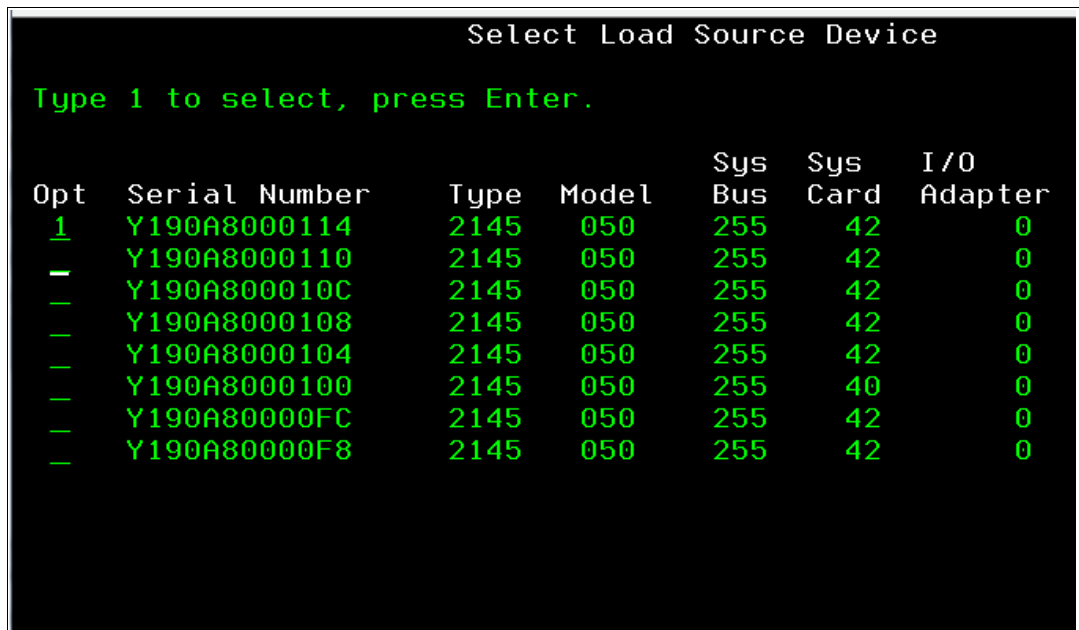 Select Load Source Device
Type 1 to select, press Enter.
Sys Sys I/O
Opt Serial Number Type Model Bus Card Adapter
1 Y190A8000114 2145 050 255 42 0
_ Y190A8000110 2145 050 255 42 0
_ Y190A800010C 2145 050 255 42 0
_ Y190A8000108 2145 050 255 42 0
_ Y190A8000104 2145 050 255 42 0
_ Y190A8000100 2145 050 255 40 0
_ Y190A80000FC 2145 050 255 42 0
_ Y190A80000F8 2145 050 255 42 0